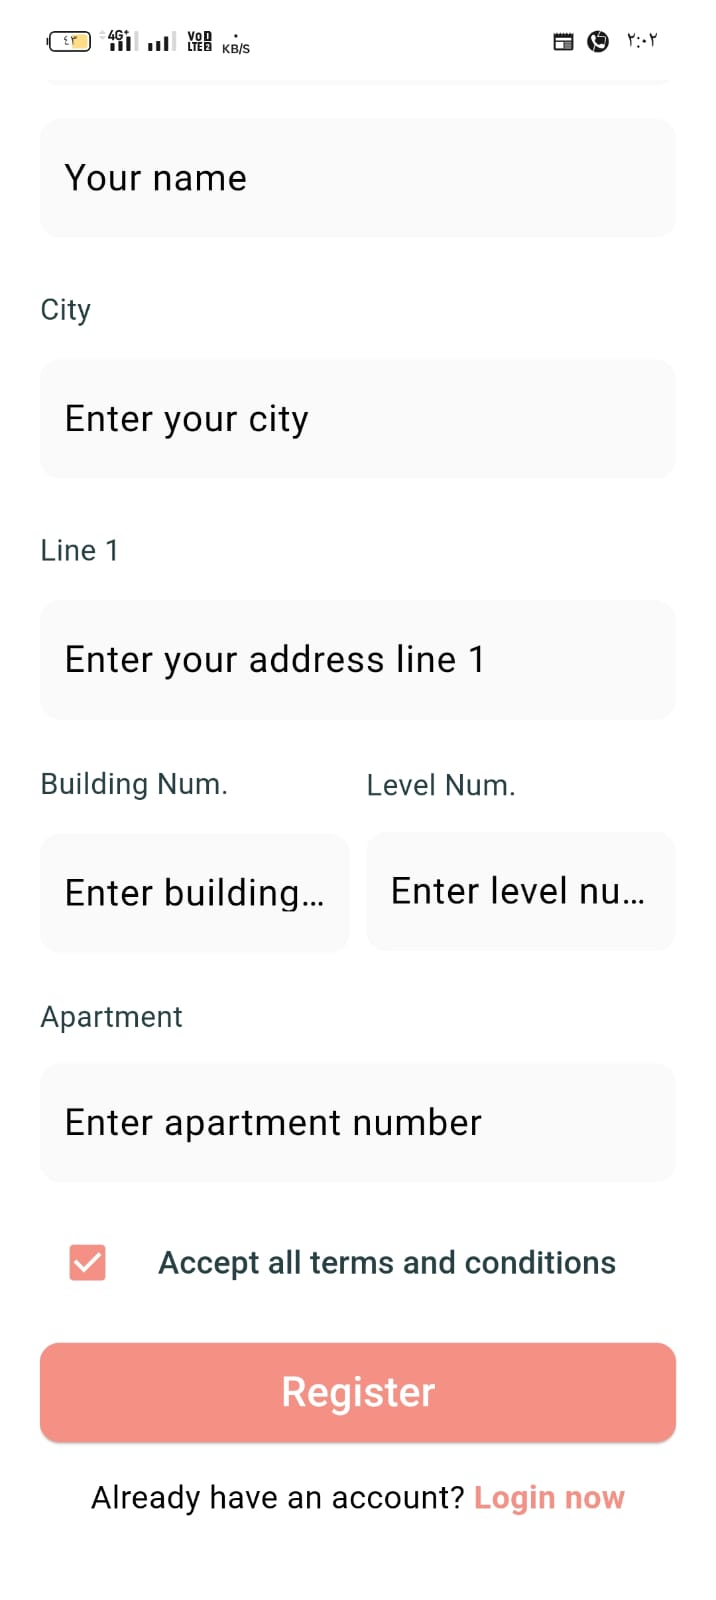 ٤٣ 4G+ VoD LTE2 KB/S ٢:٠٢
Your name
City
Enter your city
Line 1
Enter your address line 1
Building Num. Level Num.
Enter building... Enter level nu...
Apartment
Enter apartment number
Accept all terms and conditions
Register
Already have an account? Login now